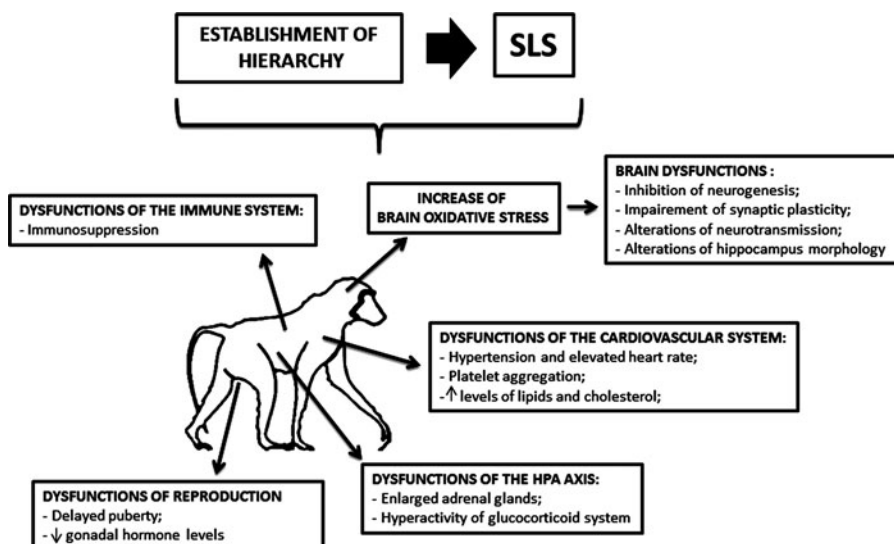 ESTABLISHMENT OF
HIERARCHY
SLS
BRAIN DYSFUNCTIONS :
- Inhibition of neurogenesis;
- Impairement of synaptic plasticity;
- Alterations of neurotransmission;
- Alterations of hippocampus morphology
INCREASE OF
BRAIN OXIDATIVE STRESS
DYSFUNCTIONS OF THE IMMUNE SYSTEM:
- Immunosuppression
DYSFUNCTIONS OF THE CARDIOVASCULAR SYSTEM:
- Hypertension and elevated heart rate;
- Platelet aggregation;
-↑ levels of lipids and cholesterol;
DYSFUNCTIONS OF THE HPA AXIS:
- Enlarged adrenal glands;
- Hyperactivity of glucocorticoid system
DYSFUNCTIONS OF REPRODUCTION
- Delayed puberty;
-↓ gonadal hormone levels